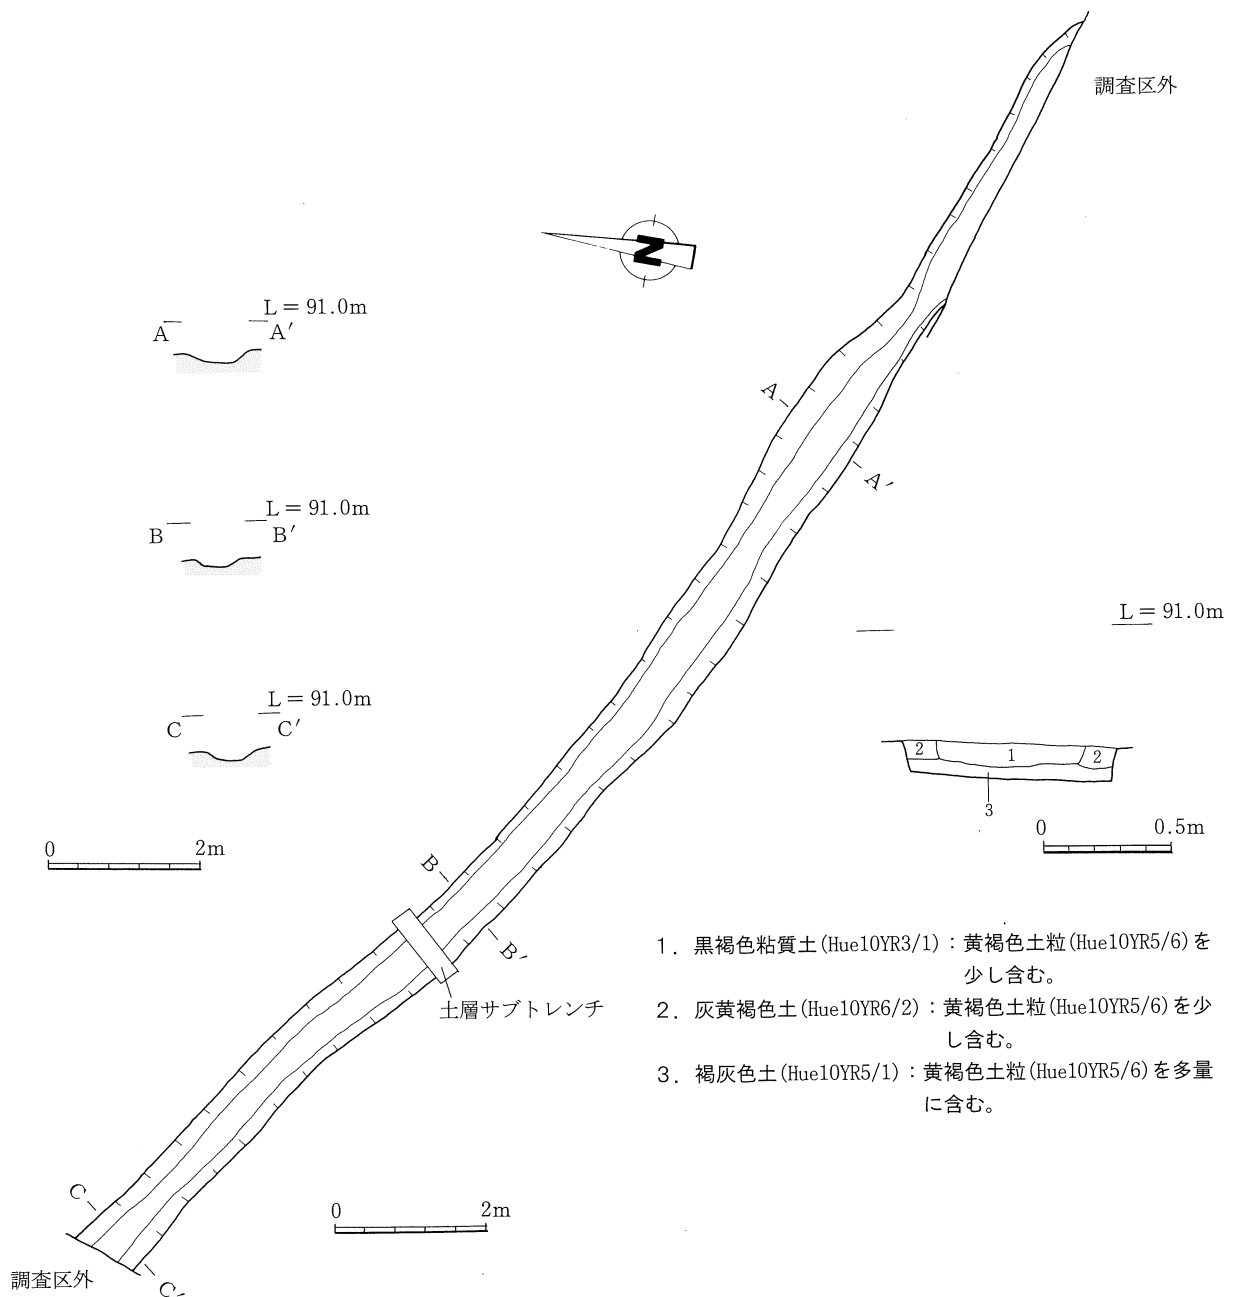 調査区外
N
L＝91.0m
A A′
L＝91.0m
B B′
L＝91.0m
C C′
0 2m
A
A′
L＝91.0m
2 1 2
3
0 0.5m
B
B′
土層サブトレンチ
1．黒褐色粘質土(Hue10YR3/1)：黄褐色土粒(Hue10YR5/6)を
少し含む。
2．灰黄褐色土(Hue10YR6/2)：黄褐色土粒(Hue10YR5/6)を少
し含む。
3．褐灰色土(Hue10YR5/1)：黄褐色土粒(Hue10YR5/6)を多量
に含む。
C
0 2m
調査区外
C′